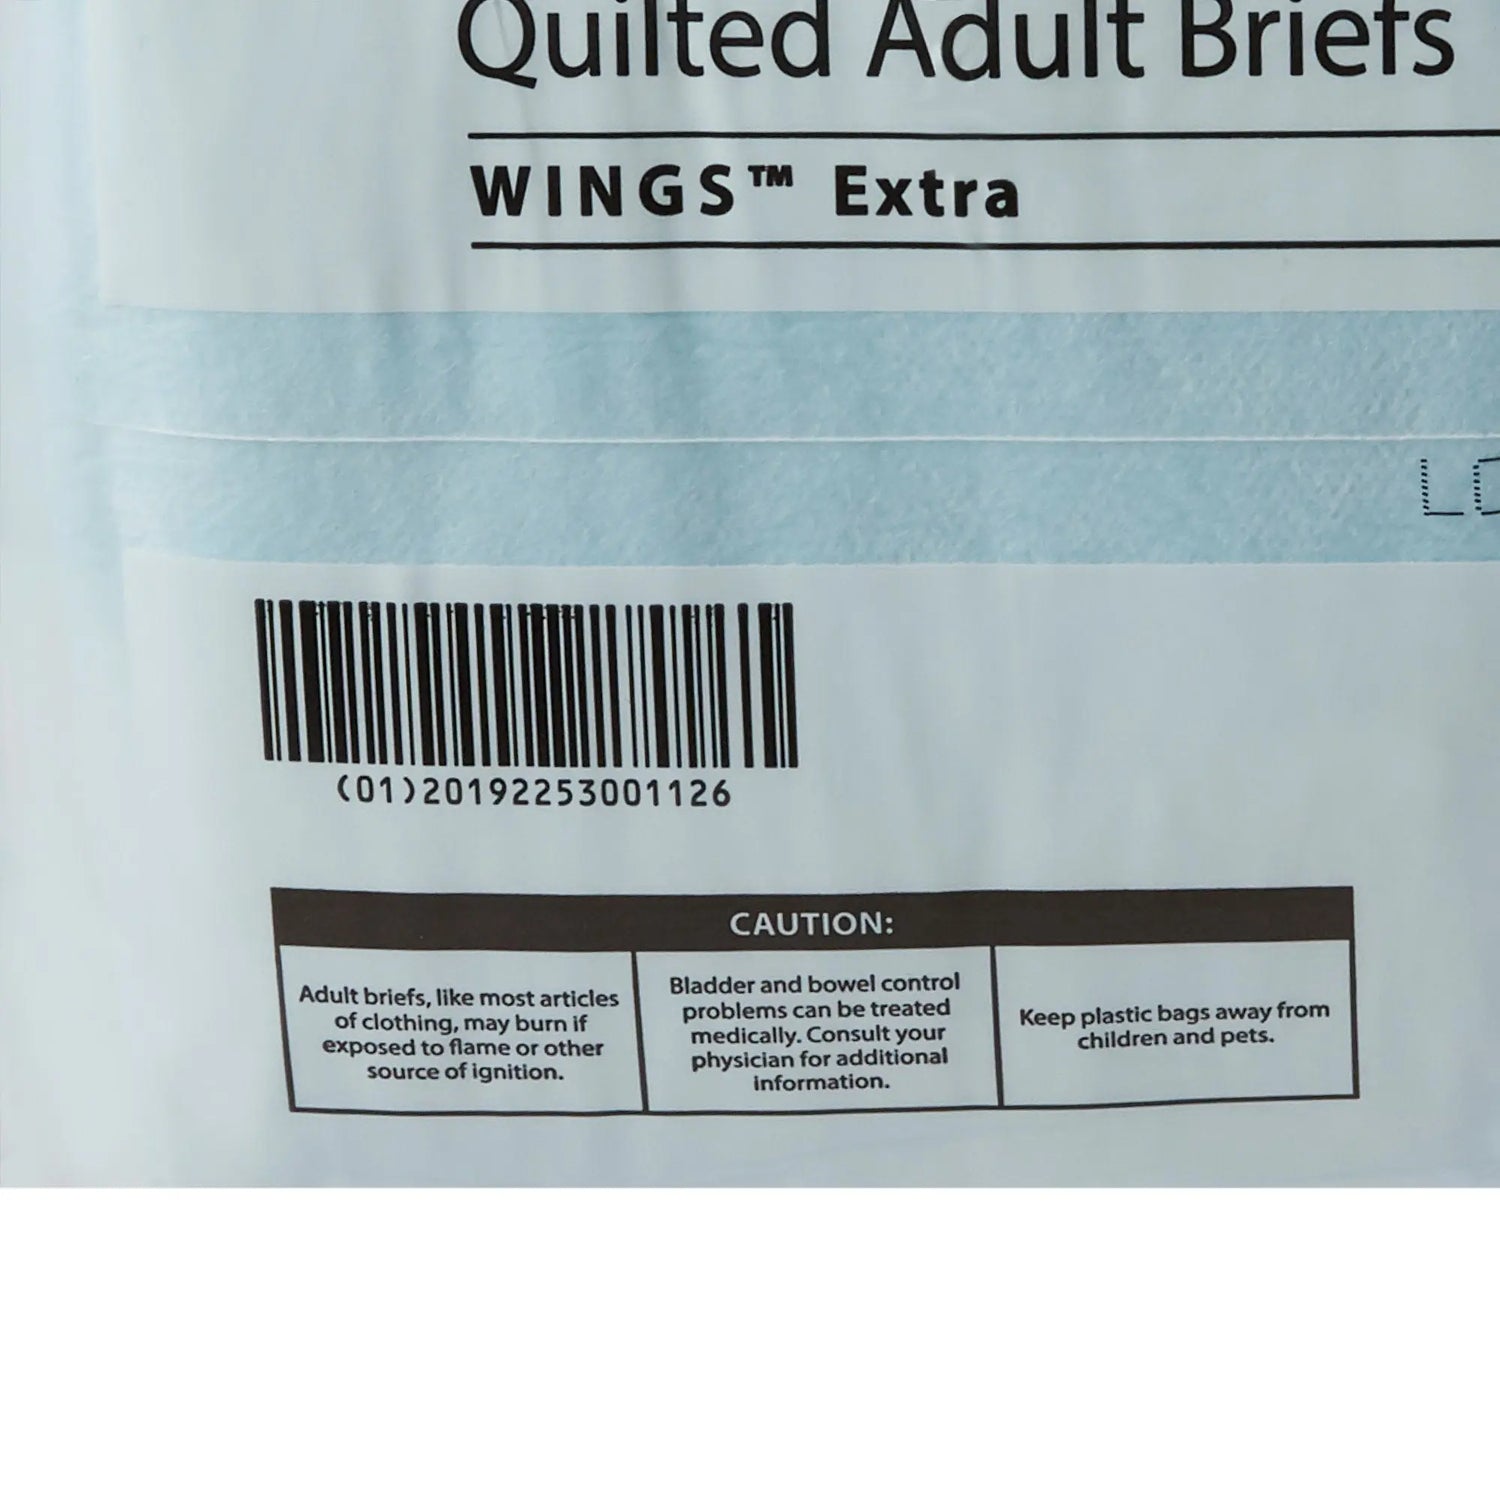 Quilted Adult Briefs
WINGS™ Extra
LO
(01)20192253001126
CAUTION:
Adult briefs, like most articles
of clothing, may burn if
exposed to flame or other
source of ignition.
Bladder and bowel control
problems can be treated
medically. Consult your
physician for additional
information.
Keep plastic bags away from
children and pets.